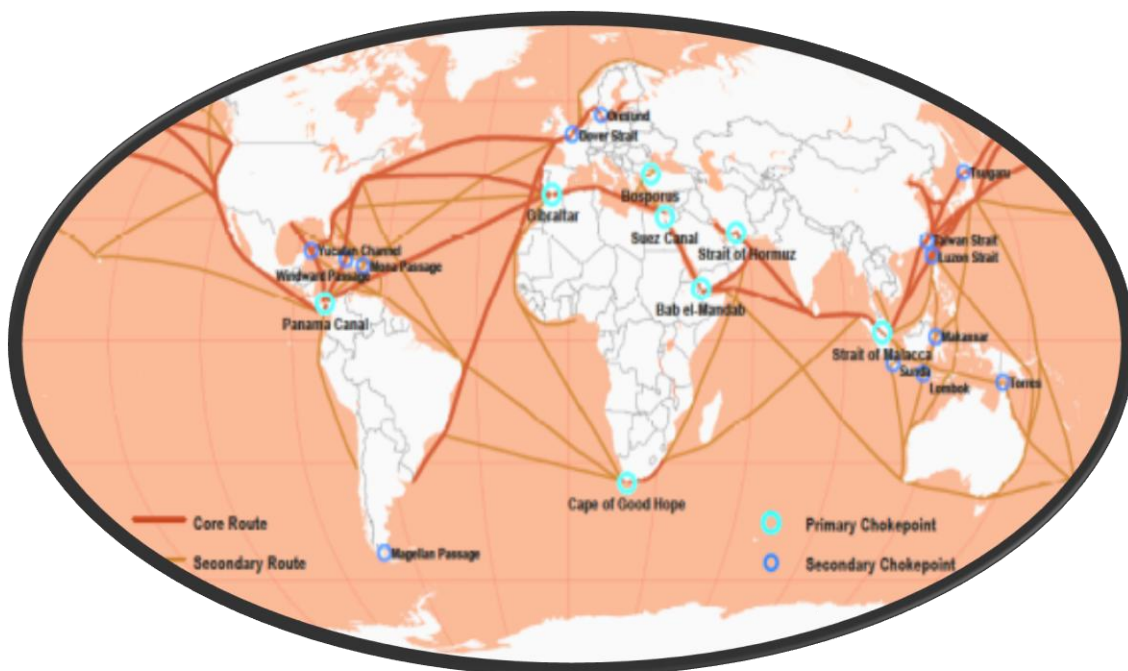 Oresund
Dover Strait
Tsugaru
Bosporus
Gibraltar
Suez Canal
Strait of Hormuz
Taiwan Strait
Luzon Strait
Yucatan Channel
Windward Passage
Mona Passage
Bab el-Mandab
Panama Canal
Strait of Malacca
Makassar
Sunda
Lombok
Torres
Cape of Good Hope
Core Route
Primary Chokepoint
Secondary Route
Secondary Chokepoint
Magellan Passage